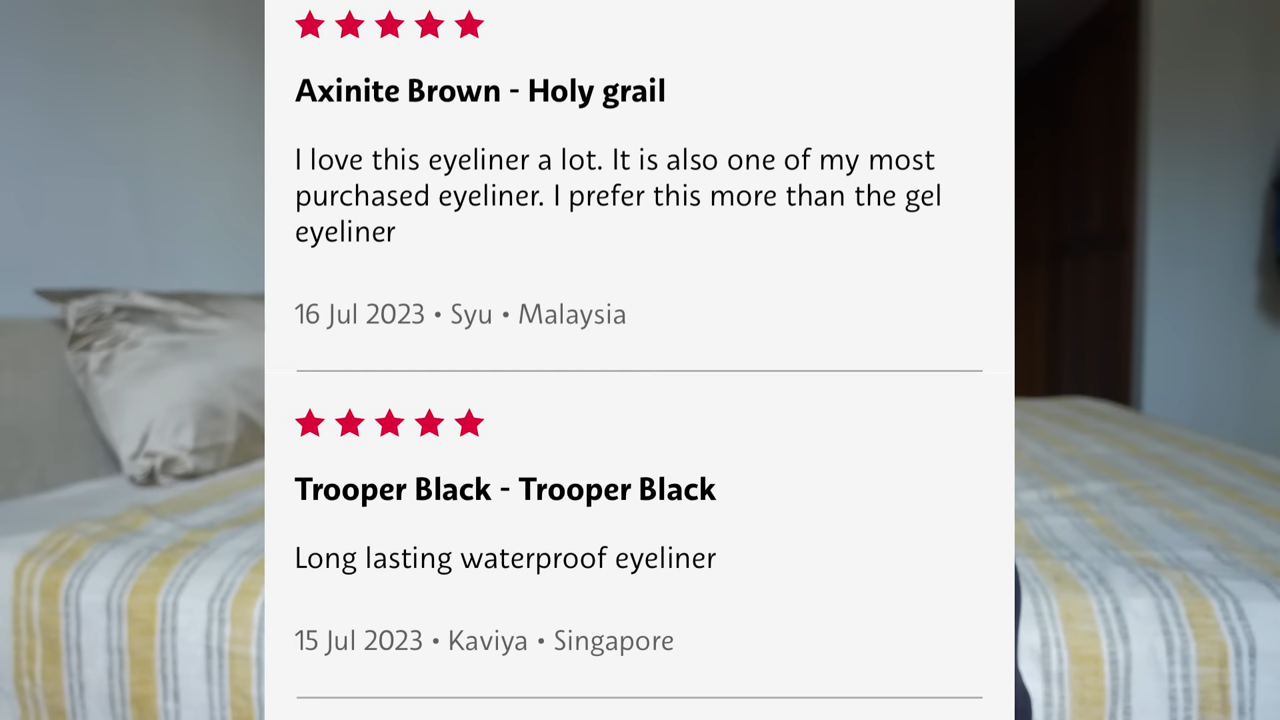 Axinite Brown - Holy grail
I love this eyeliner a lot. It is also one of my most
purchased eyeliner. I prefer this more than the gel
eyeliner
16 Jul 2023 • Syu • Malaysia
Trooper Black - Trooper Black
Long lasting waterproof eyeliner
15 Jul 2023 • Kaviya • Singapore